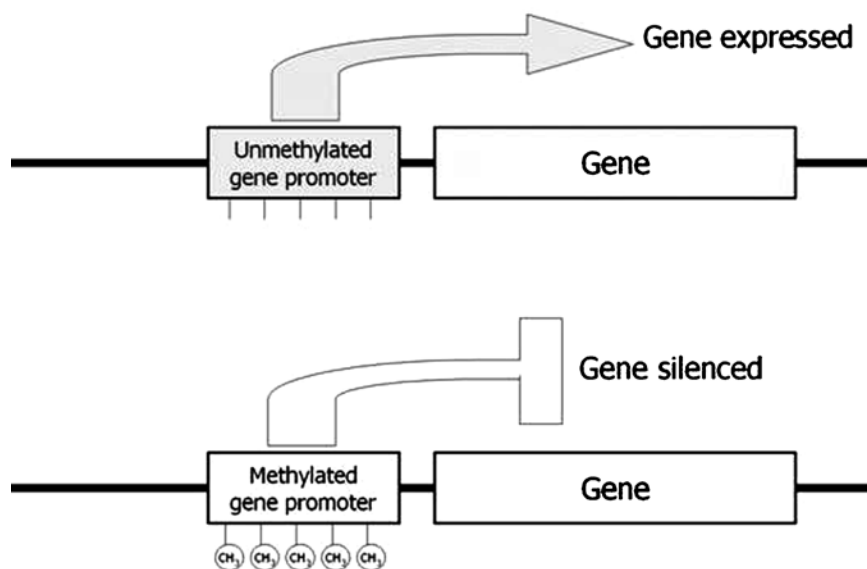 Gene expressed
Unmethylated
gene promoter
Gene
Gene silenced
Methylated
gene promoter
Gene
CH₃ CH₃ CH₃ CH₃ CH₃